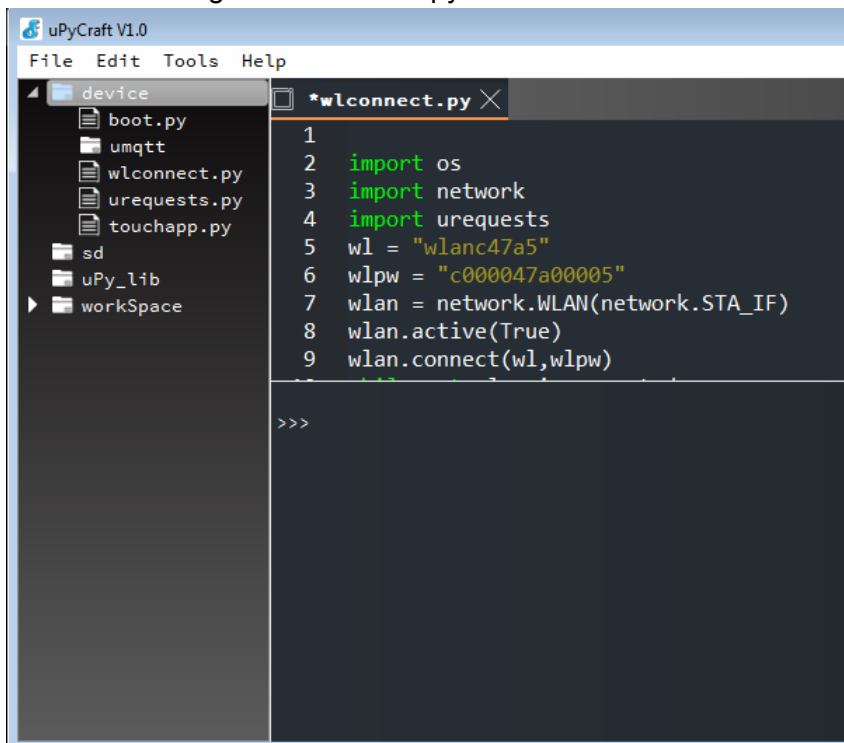 uPyCraft V1.0
File Edit Tools Help
device
boot.py
umqtt
wlconnect.py
urequests.py
touchapp.py
sd
uPy_lib
workSpace
*wlconnect.py
1
2 import os
3 import network
4 import urequests
5 wl = "wlanc47a5"
6 wlpw = "c000047a00005"
7 wlan = network.WLAN(network.STA_IF)
8 wlan.active(True)
9 wlan.connect(wl,wlpw)
>>>